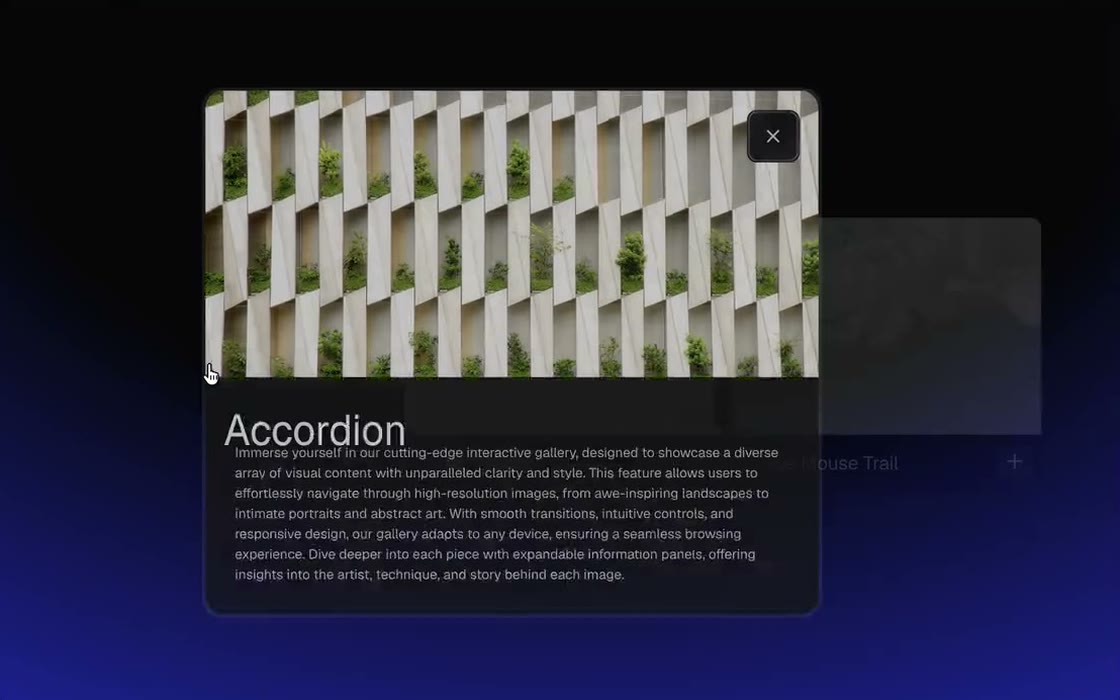 Accordion
Immerse yourself in our cutting-edge interactive gallery, designed to showcase a diverse
array of visual content with unparalleled clarity and style. This feature allows users to
effortlessly navigate through high-resolution images, from awe-inspiring landscapes to
intimate portraits and abstract art. With smooth transitions, intuitive controls, and
responsive design, our gallery adapts to any device, ensuring a seamless browsing
experience. Dive deeper into each piece with expandable information panels, offering
insights into the artist, technique, and story behind each image.
Mouse Trail